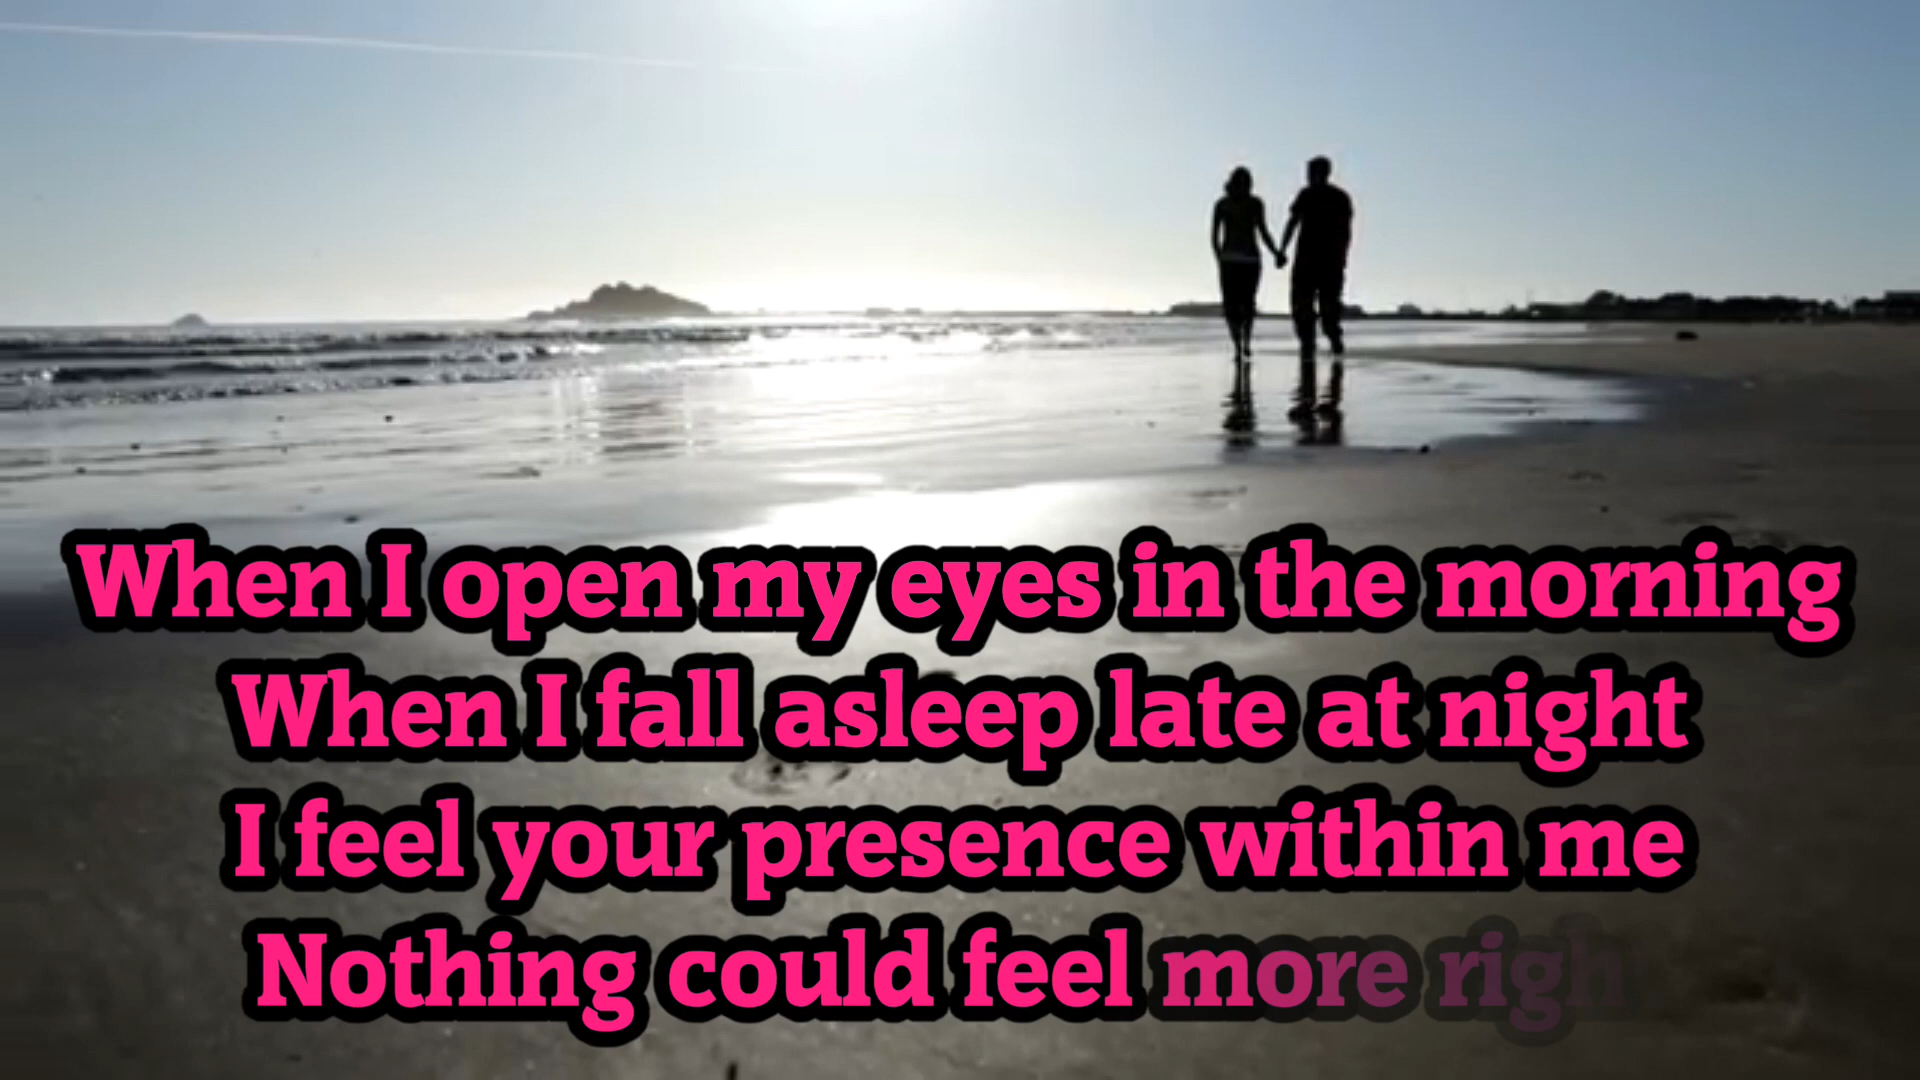 When I open my eyes in the morning
When I fall asleep late at night
I feel your presence within me
Nothing could feel more righ